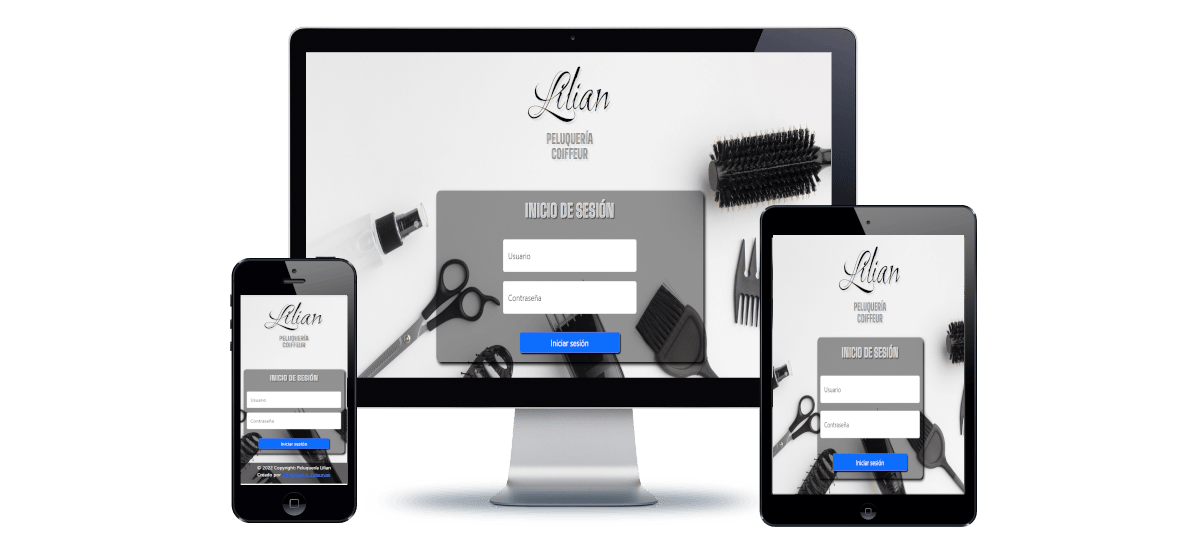 Lilian
PELUQUERÍA
COIFFEUR
INICIO DE SESIÓN
Usuario
Contraseña
Iniciar sesión
Lilian
PELUQUERÍA
COIFFEUR
INICIO DE SESIÓN
Usuario
Contraseña
Iniciar sesión
© 2022 Copyright: Peluquería Lilian
Creado por
Lilian
PELUQUERÍA
COIFFEUR
INICIO DE SESIÓN
Usuario
Contraseña
Iniciar sesión